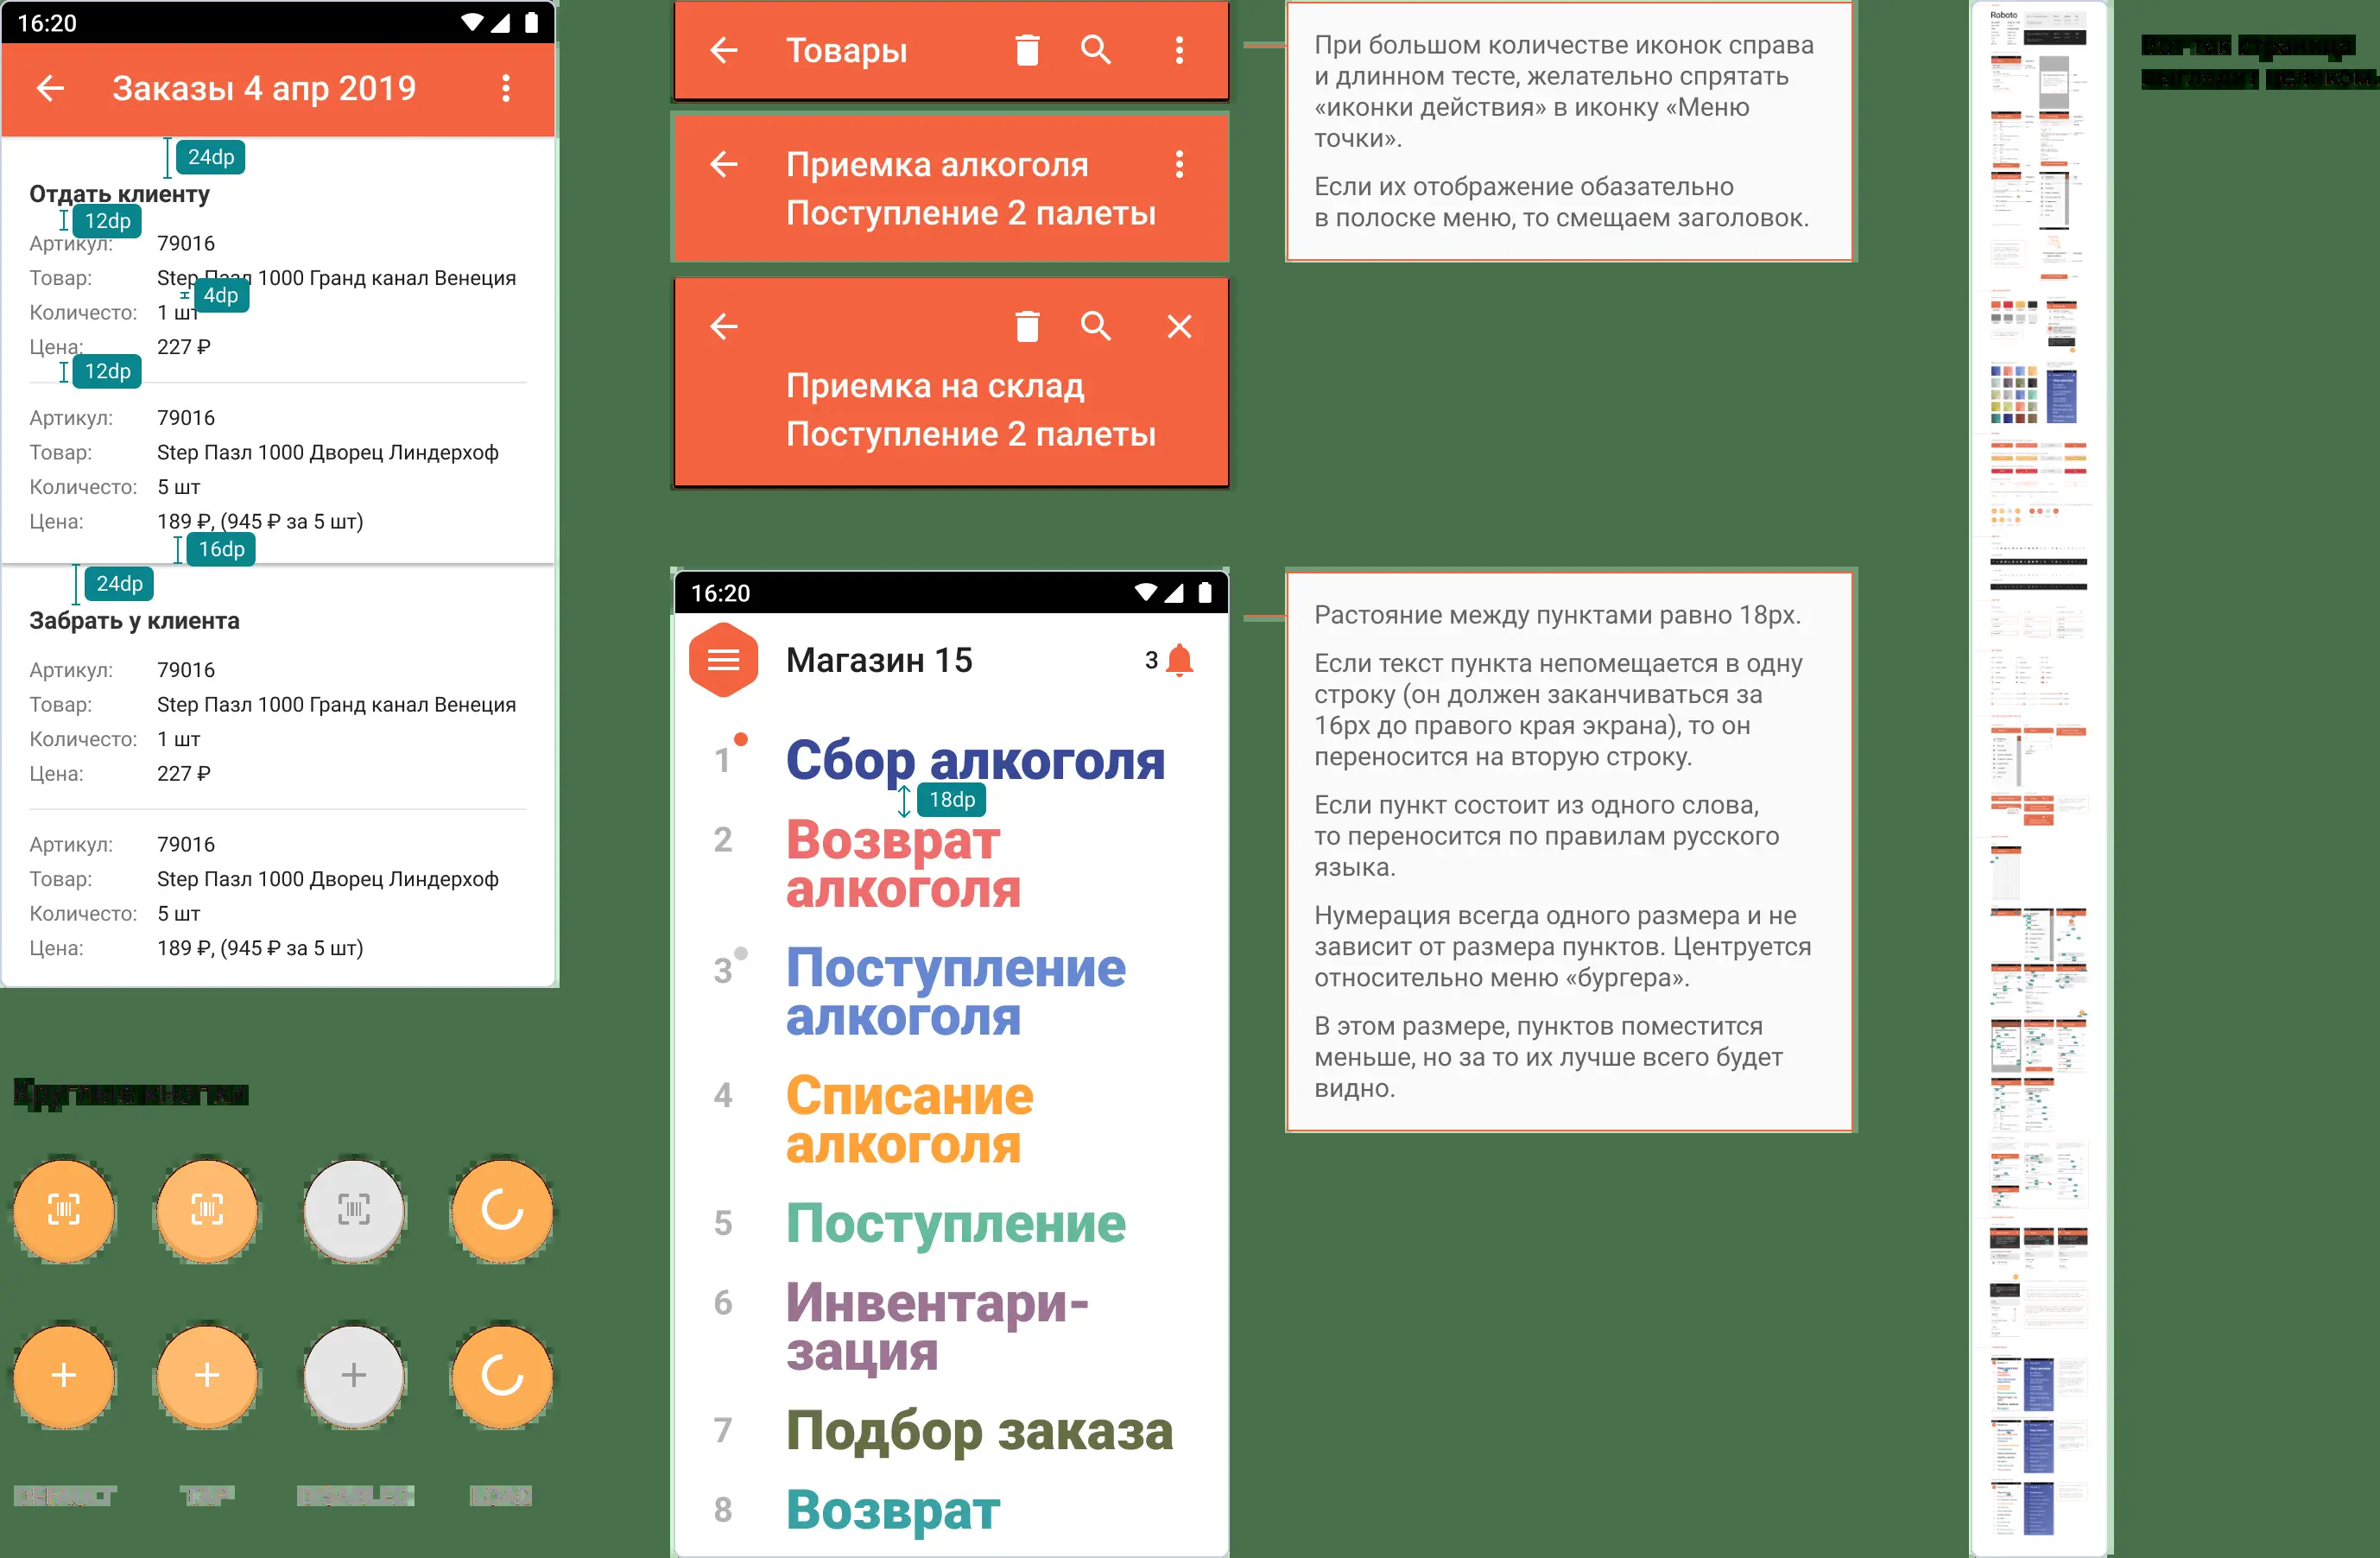 16:20
Заказы 4 апр 2019
24dp
Отдать клиенту
12dp
Артикул: 79016
Товар: Step Пазл 1000 Гранд канал Венеция
4dp
Количесто: 1 шт
Цена: 227 ₽
12dp
Артикул: 79016
Товар: Step Пазл 1000 Дворец Линдерхоф
Количесто: 5 шт
Цена: 189 ₽, (945 ₽ за 5 шт)
16dp
24dp
Забрать у клиента
Артикул: 79016
Товар: Step Пазл 1000 Гранд канал Венеция
Количесто: 1 шт
Цена: 227 ₽
Артикул: 79016
Товар: Step Пазл 1000 Дворец Линдерхоф
Количесто: 5 шт
Цена: 189 ₽, (945 ₽ за 5 шт)
Круглые кнопки
DEFAULT
TAP
DISABLED
LOAD
Товары
Приемка алкоголя
Поступление 2 палеты
Приемка на склад
Поступление 2 палеты
16:20
Магазин 15
3
1 Сбор алкоголя
18dp
2 Возврат
алкоголя
3 Поступление
алкоголя
4 Списание
алкоголя
5 Поступление
6 Инвентари-
зация
7 Подбор заказа
8 Возврат
При большом количестве иконок справа
и длинном тесте, желательно спрятать
«иконки действия» в иконку «Меню
точки».
Если их отображение обазательно
в полоске меню, то смещаем заголовок.
Растояние между пунктами равно 18px.
Если текст пункта непомещается в одну
строку (он должен заканчиваться за
16px до правого края экрана), то он
переносится на вторую строку.
Если пункт состоит из одного слова,
то переносится по правилам русского
языка.
Нумерация всегда одного размера и не
зависит от размера пунктов. Центруется
относительно меню «бургера».
В этом размере, пунктов поместится
меньше, но за то их лучше всего будет
видно.
Roboto